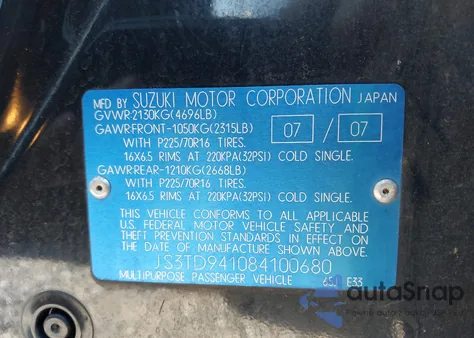 MFD BY SUZUKI MOTOR CORPORATION JAPAN
GVWR-2130KG(4696LB)
GAWR-FRONT-1050KG(2315LB) 07 / 07
WITH P225/70R16 TIRES.
16X6.5 RIMS AT 220KPA(32PSI) COLD SINGLE.
GAWR-REAR-1210KG(2668LB)
WITH P225/70R16 TIRES.
16X6.5 RIMS AT 220KPA(32PSI) COLD SINGLE.
THIS VEHICLE CONFORMS TO ALL APPLICABLE
U.S. FEDERAL MOTOR VEHICLE SAFETY AND
THEFT PREVENTION STANDARDS IN EFFECT ON
THE DATE OF MANUFACTURE SHOWN ABOVE.
JS3TD941084100680
MULTIPURPOSE PASSENGER VEHICLE E33
autoSnap